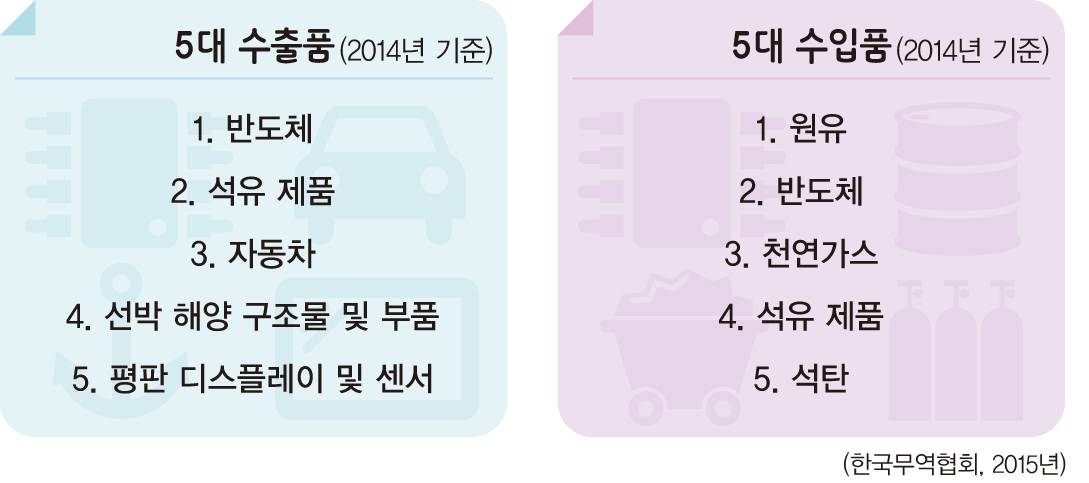 5대 수출품 (2014년 기준)
1. 반도체
2. 석유 제품
3. 자동차
4. 선박 해양 구조물 및 부품
5. 평판 디스플레이 및 센서
5대 수입품 (2014년 기준)
1. 원유
2. 반도체
3. 천연가스
4. 석유 제품
5. 석탄
(한국무역협회, 2015년)